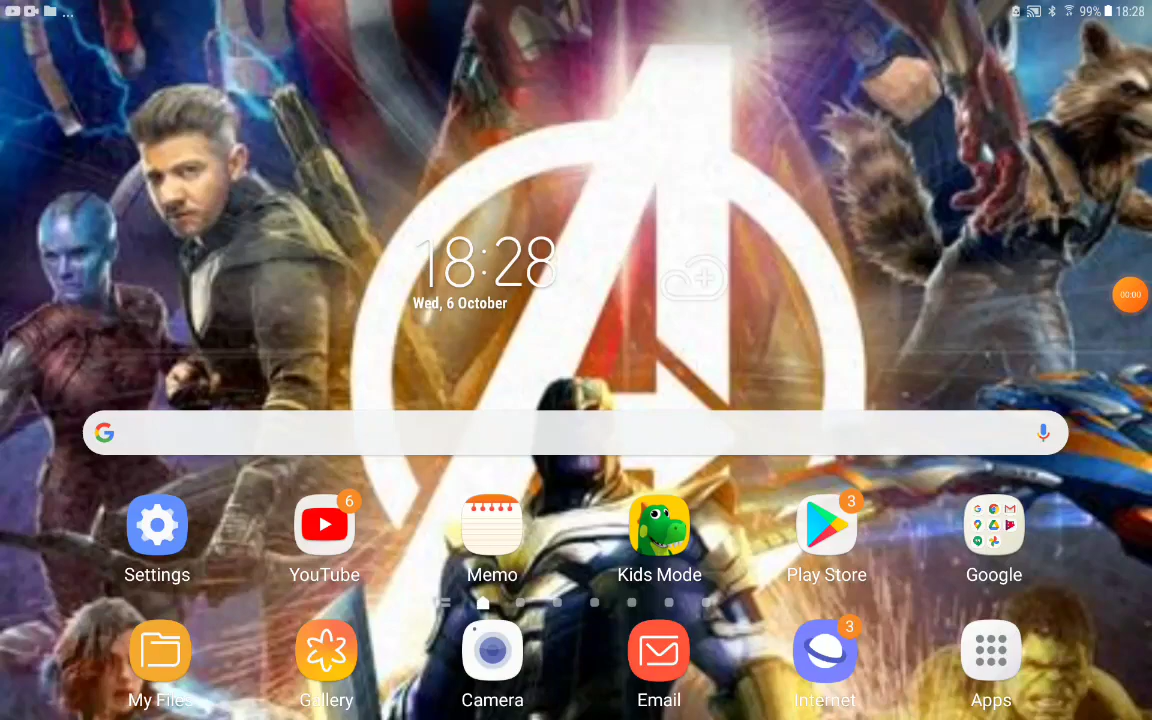 ...
99% 18:28
18:28
Wed, 6 October
00:00
6
3
Settings
YouTube
Memo
Kids Mode
Play Store
Google
3
My Files
Gallery
Camera
Email
Internet
Apps